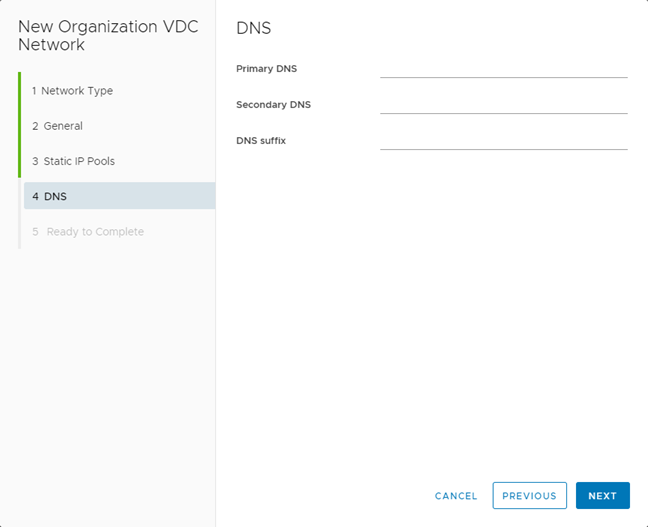 New Organization VDC
Network
1 Network Type
2 General
3 Static IP Pools
4 DNS
5 Ready to Complete
DNS
Primary DNS
Secondary DNS
DNS suffix
CANCEL
PREVIOUS
NEXT